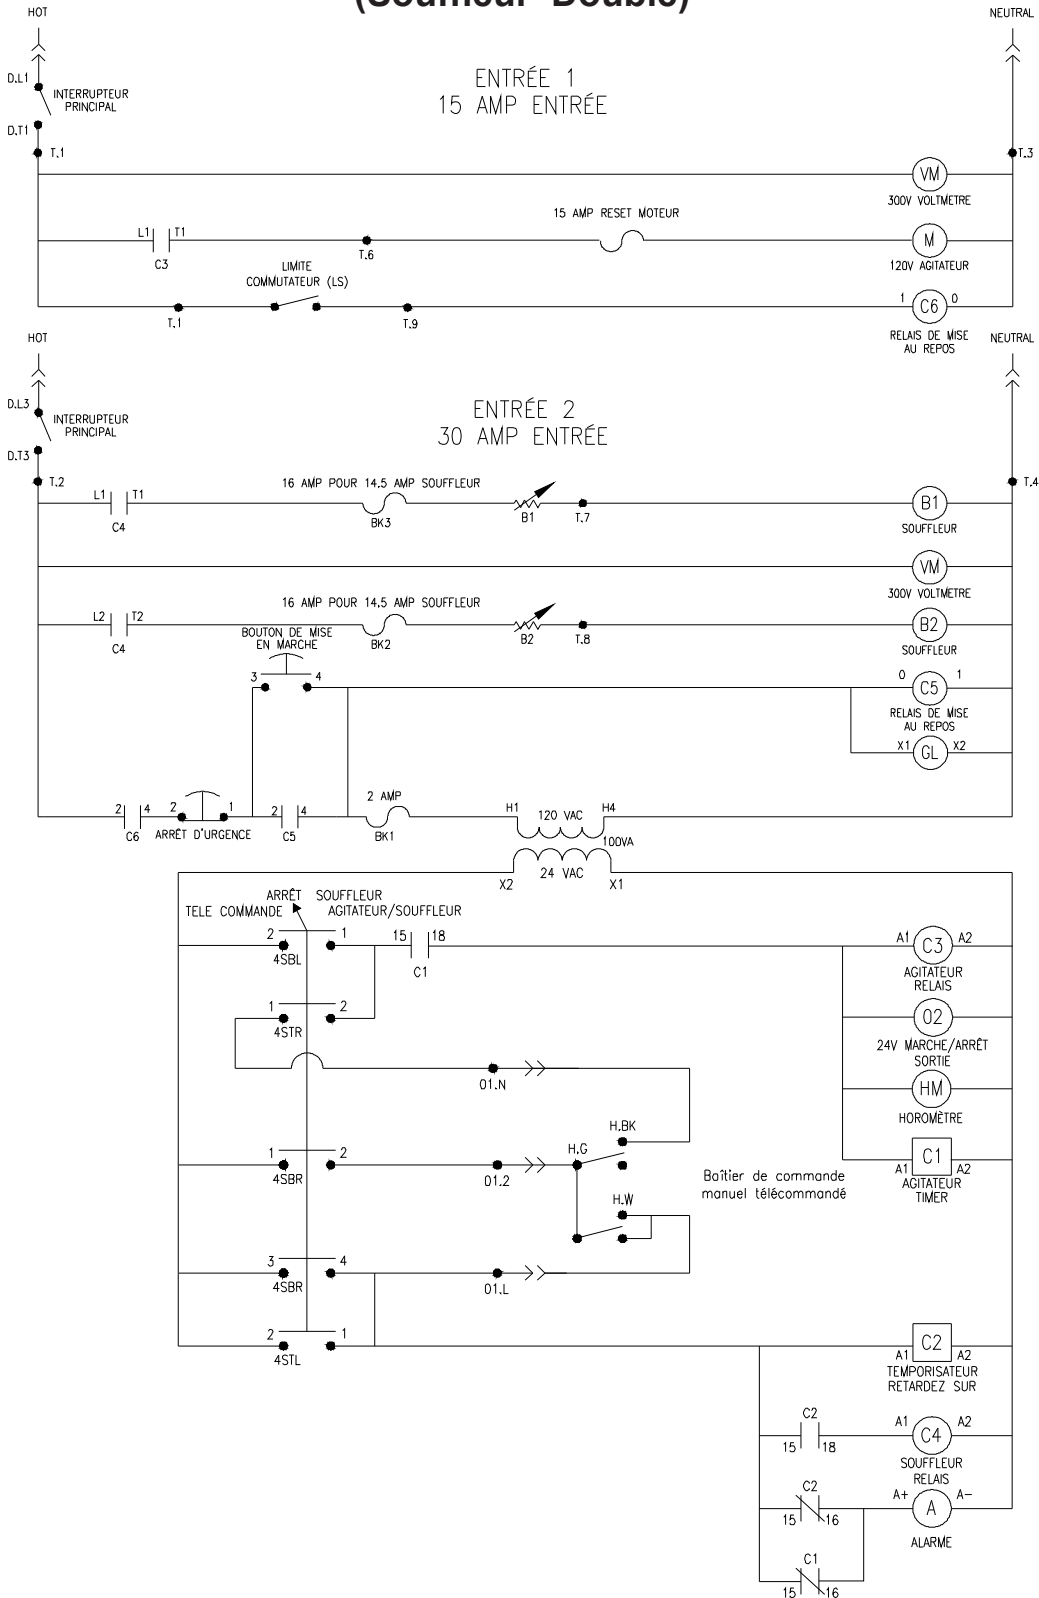 (Souffleur Double)
HOT
NEUTRAL
D.L1
INTERRUPTEUR
PRINCIPAL
ENTRÉE 1
15 AMP ENTRÉE
D.T1
T.1
T.3
VM
300V VOLTMETRE
15 AMP RESET MOTEUR
L1 T1
C3
T.6
M
120V AGITATEUR
LIMITE
COMMUTATEUR (LS)
T.1
T.9
1 C6 0
RELAIS DE MISE
AU REPOS
HOT
NEUTRAL
D.L3
INTERRUPTEUR
PRINCIPAL
ENTRÉE 2
30 AMP ENTRÉE
D.T3
T.2
T.4
16 AMP POUR 14.5 AMP SOUFFLEUR
L1 T1
C4
BK3
B1
T.7
B1
SOUFFLEUR
VM
300V VOLTMETRE
16 AMP POUR 14.5 AMP SOUFFLEUR
L2 T2
C4
BK2
B2
T.8
B2
SOUFFLEUR
BOUTON DE MISE
EN MARCHE
3 4
0 C5 1
RELAIS DE MISE
AU REPOS
X1 GL X2
2 4
C6
2 1
ARRÊT D'URGENCE
2 4
C5
2 AMP
BK1
H1 120 VAC H4
100VA
X2 24 VAC X1
ARRÊT SOUFFLEUR
TELE COMMANDE AGITATEUR/SOUFFLEUR
2 1
4SBL
15 18
C1
A1 C3 A2
AGITATEUR
RELAIS
1 2
4STR
02
24V MARCHE/ARRÊT
SORTIE
01.N
HM
HOROMÈTRE
H.BK
1 2
4SBR
01.2
H.G
A1 C1 A2
AGITATEUR
TIMER
Boîtier de commande
manuel télécommandé
H.W
3 4
4SBR
01.L
2 1
4STL
A1 C2 A2
TEMPORISATEUR
RETARDEZ SUR
C2
15 18
A1 C4 A2
SOUFFLEUR
RELAIS
C2
15 16
A+ A A-
ALARME
C1
15 16